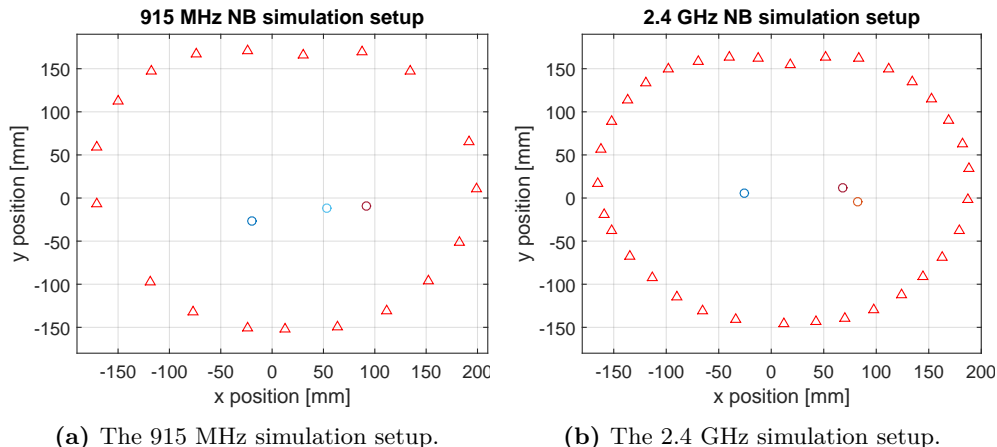 915 MHz NB simulation setup
150
100
50
0
-50
-100
-150
y position [mm]
-150 -100 -50 0 50 100 150 200
x position [mm]
(a) The 915 MHz simulation setup.
2.4 GHz NB simulation setup
150
100
50
0
-50
-100
-150
y position [mm]
-150 -100 -50 0 50 100 150
x position [mm]
(b) The 2.4 GHz simulation setup.